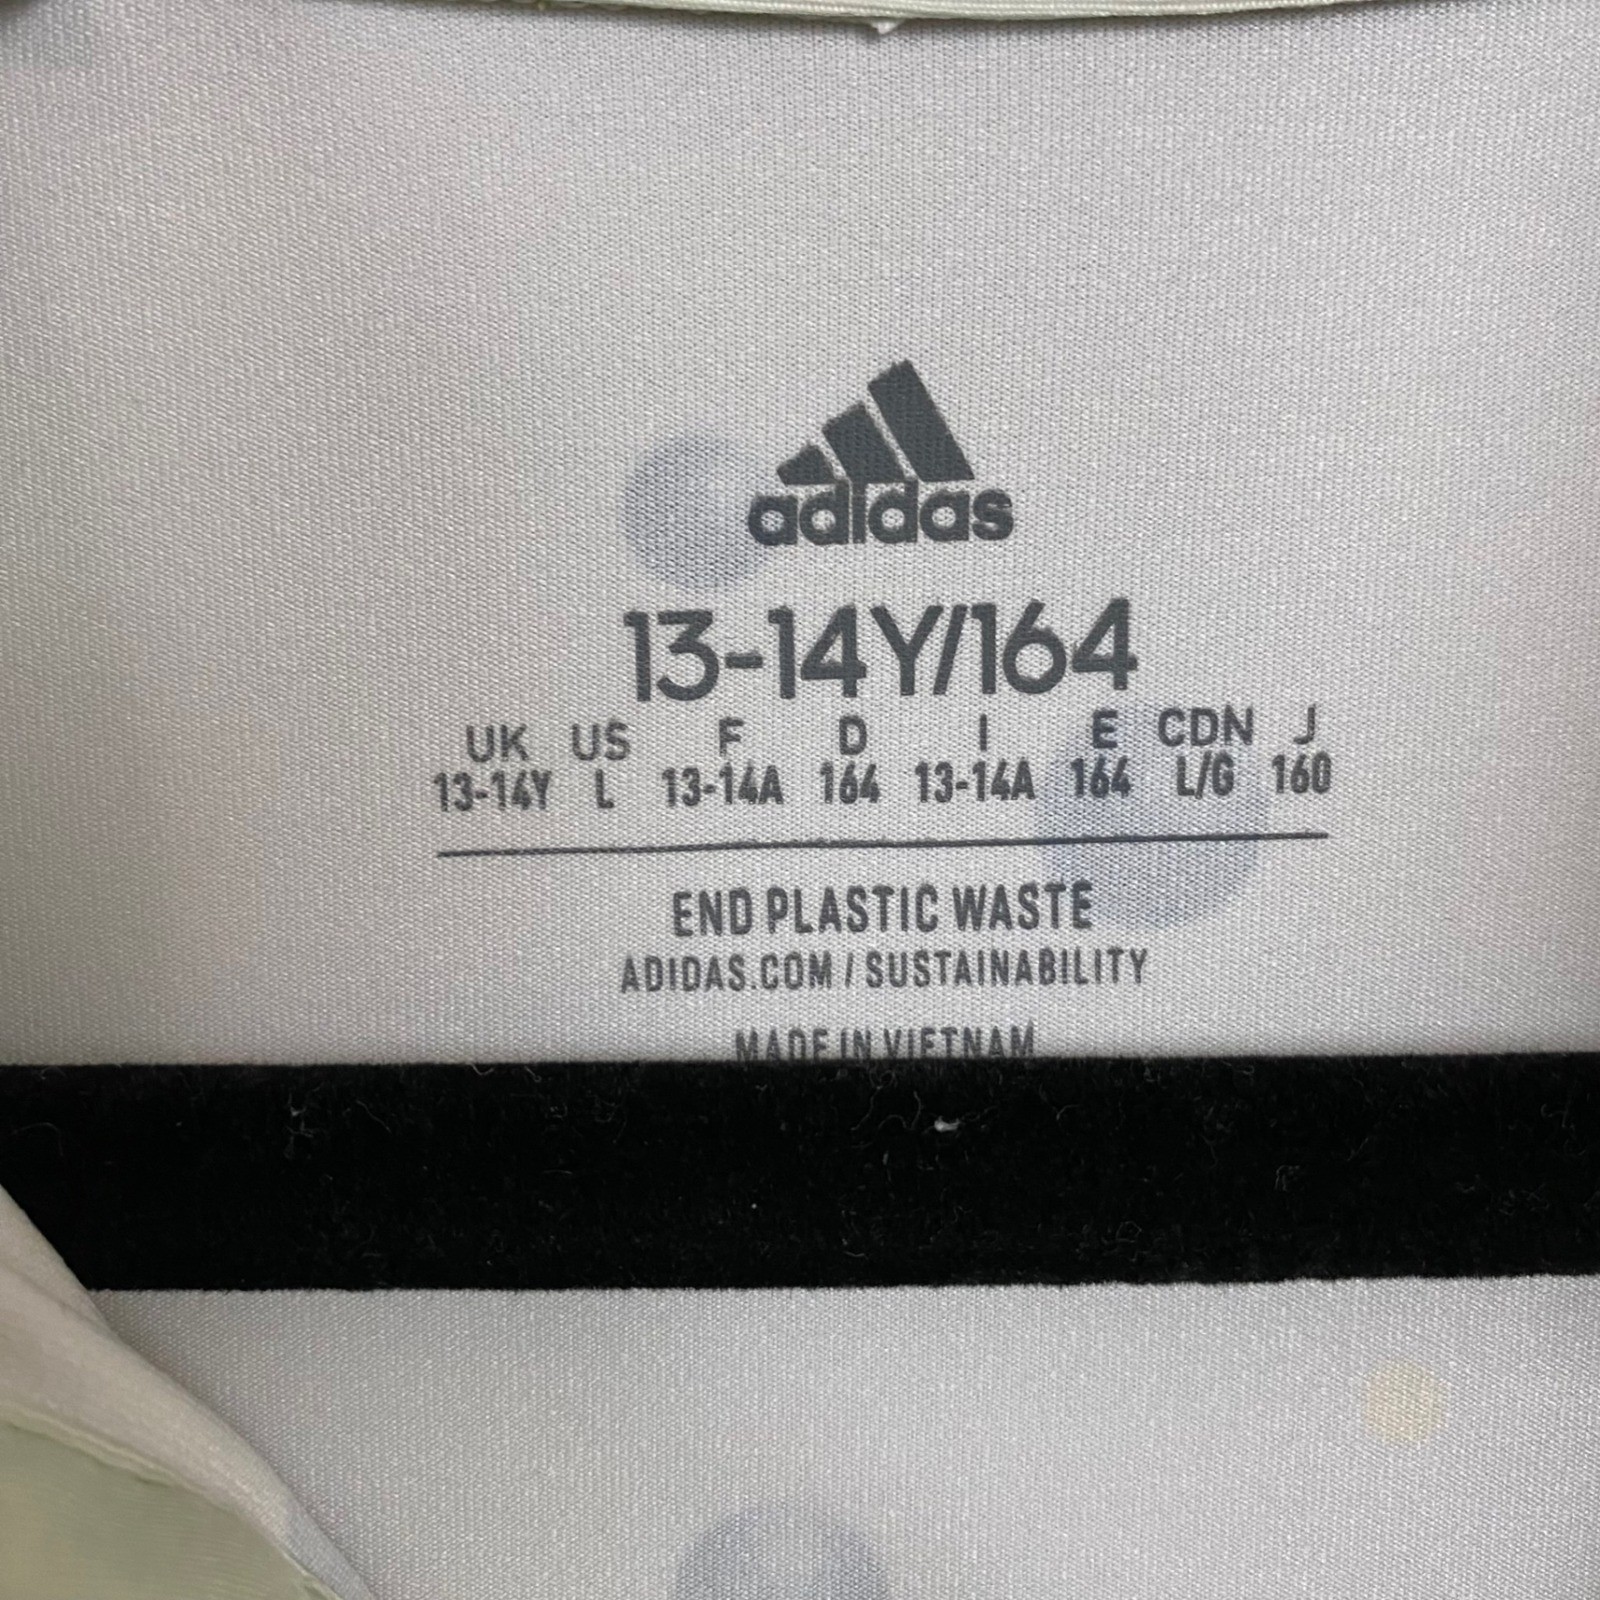 adidas
13-14Y/164
UK US F D I E CDN J
13-14Y L 13-14A 164 13-14A 164 L/G 160
END PLASTIC WASTE
ADIDAS.COM / SUSTAINABILITY
MADE IN VIETNAM